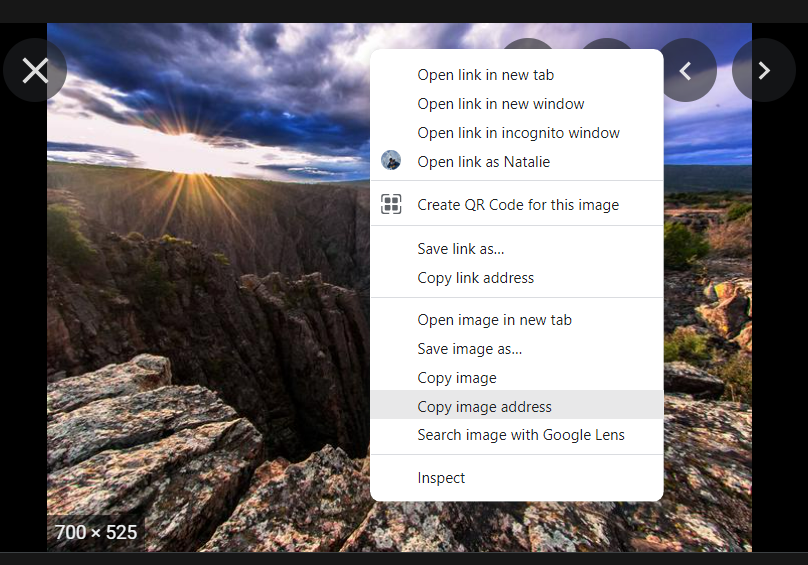 Open link in new tab
Open link in new window
Open link in incognito window
Open link as Natalie
Create QR Code for this image
Save link as...
Copy link address
Open image in new tab
Save image as...
Copy image
Copy image address
Search image with Google Lens
Inspect
700 × 525